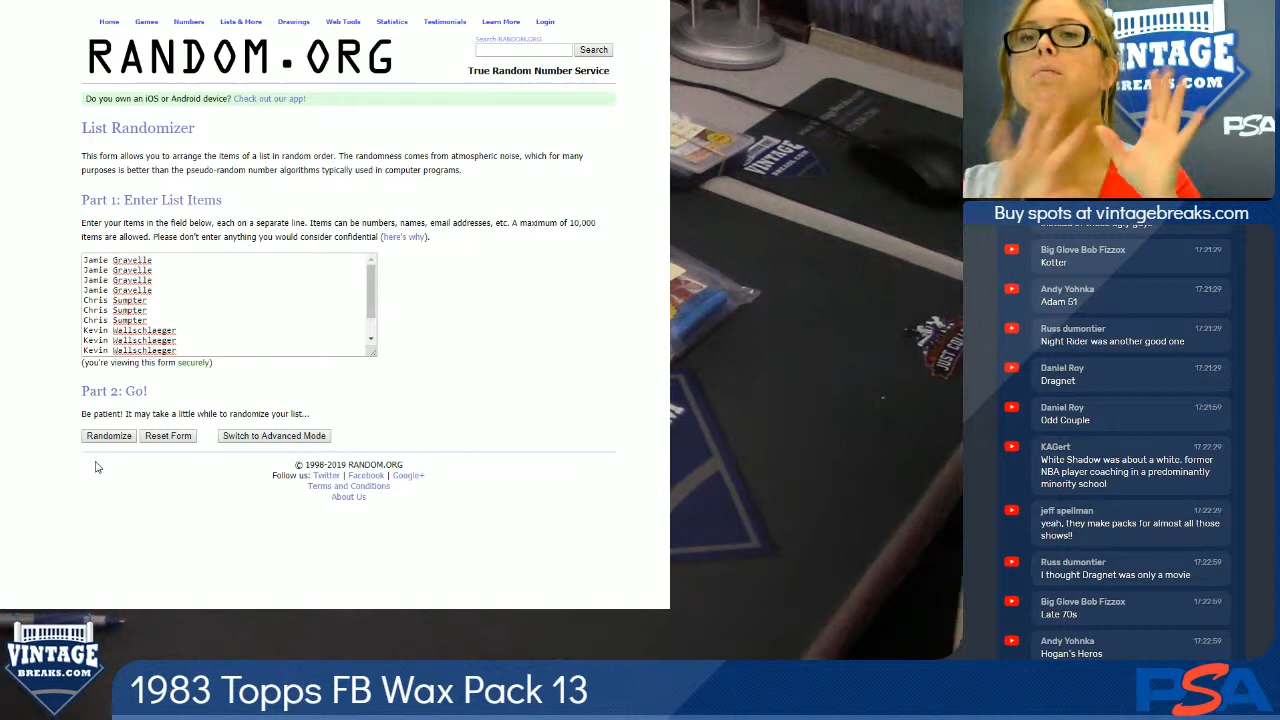 Home Games Numbers Lists & More Drawings Web Tools Statistics Testimonials Learn More Login
RANDOM.ORG
Search RANDOM.ORG
Search
True Random Number Service
Do you own an iOS or Android device? Check out our app!
List Randomizer
This form allows you to arrange the items of a list in random order. The randomness comes from atmospheric noise, which for many
purposes is better than the pseudo-random number algorithms typically used in computer programs.
Part 1: Enter List Items
Enter your items in the field below, each on a separate line. Items can be numbers, names, email addresses, etc. A maximum of 10,000
items are allowed. Please don't enter anything you would consider confidential (here's why).
Jamie Gravelle
Jamie Gravelle
Jamie Gravelle
Jamie Gravelle
Chris Sumpter
Chris Sumpter
Chris Sumpter
Kevin Wallschlaeger
Kevin Wallschlaeger
Kevin Wallschlaeger
(you're viewing this form securely)
Part 2: Go!
Be patient! It may take a little while to randomize your list...
Randomize Reset Form Switch to Advanced Mode
© 1998-2019 RANDOM.ORG
Follow us: Twitter | Facebook | Google+
Terms and Conditions
About Us
VINTAGE
BREAKS.COM
JUST
VINTAGE
BREAKS.COM
PSA
Buy spots at vintagebreaks.com
Big Glove Bob Fizzox 17:21:29
Kotter
Andy Yohnka 17:21:29
Adam 51
Russ dumontier 17:21:29
Night Rider was another good one
Daniel Roy 17:21:29
Dragnet
Daniel Roy 17:21:59
Odd Couple
KAGert 17:22:29
White Shadow was about a white, former
NBA player coaching in a predominantly
minority school
jeff spellman 17:22:29
yeah, they make packs for almost all those
shows!!
Russ dumontier 17:22:59
I thought Dragnet was only a movie
Big Glove Bob Fizzox 17:22:59
Late 70s
Andy Yohnka 17:22:59
Hogan's Heros
VINTAGE
BREAKS.COM
1983 Topps FB Wax Pack 13
PSA